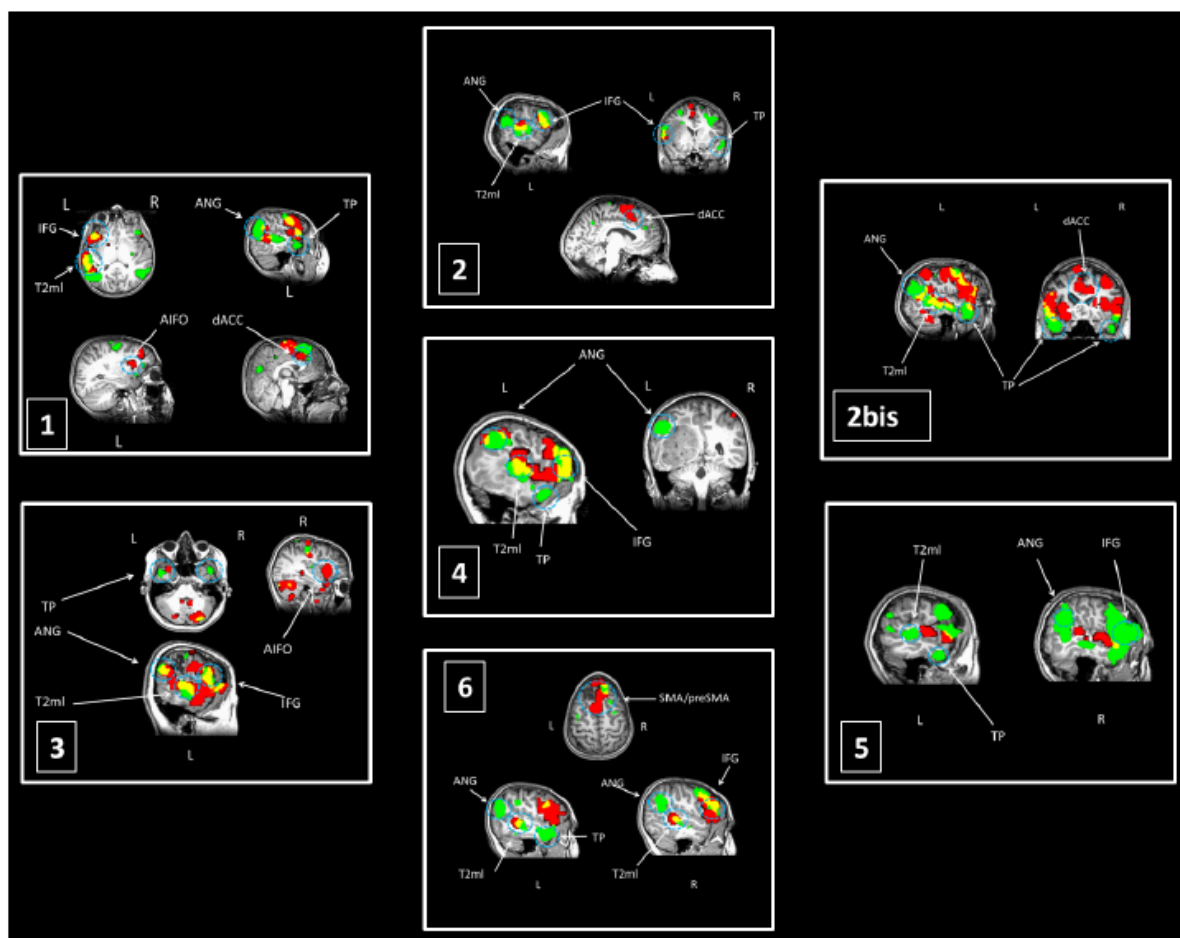 L R
IFG
T2ml
ANG
TP
L
AIFO
dACC
L
1
ANG
IFG
L R
TP
T2ml
L
dACC
2
L L R
ANG
dACC
T2ml
TP
2bis
L R
TP
ANG
T2ml
R
AIFO
IFG
L
3
ANG
L L R
T2ml
TP
IFG
4
T2ml
TP
L
ANG
IFG
R
5
6
SMA/preSMA
L R
ANG
TP
T2ml
L
IFG
ANG
T2ml
R